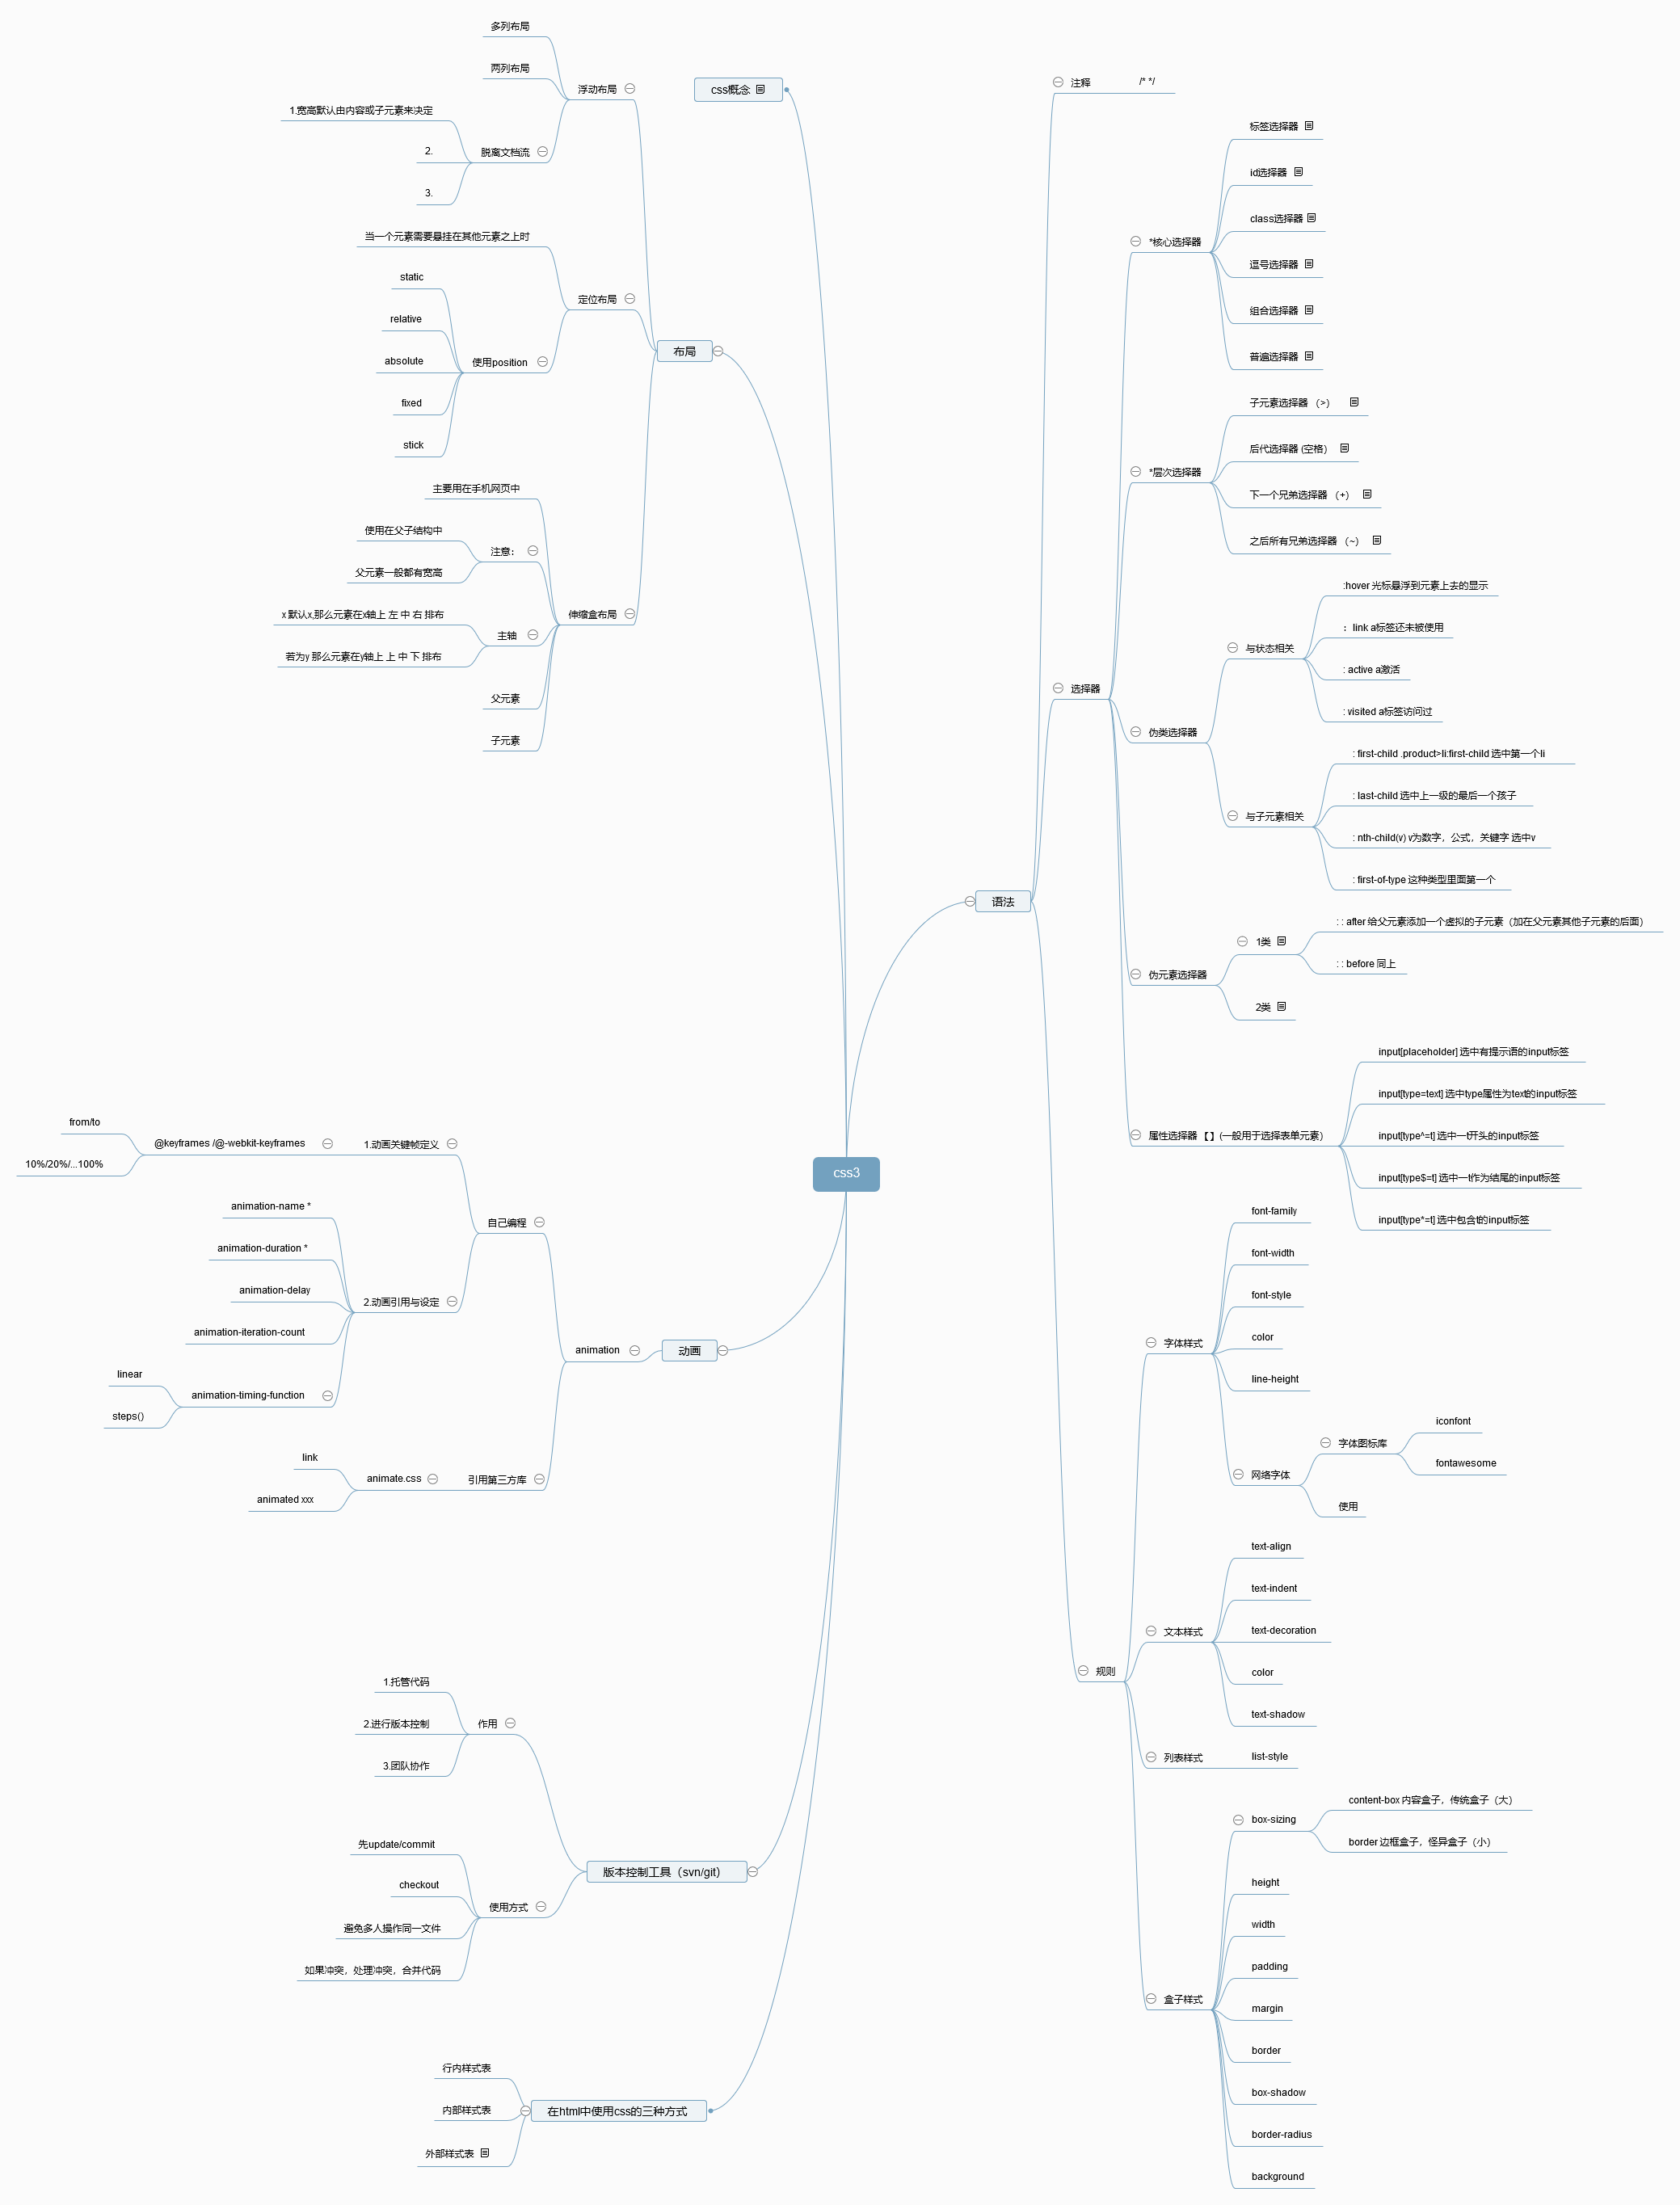 css3
css概念
布局
浮动布局
多列布局
两列布局
脱离文档流
1.宽高默认由内容或子元素来决定
2.
3.
定位布局
当一个元素需要悬挂在其他元素之上时
使用position
static
relative
absolute
fixed
stick
伸缩盒布局
主要用在手机网页中
注意：
使用在父子结构中
父元素一般都有宽高
主轴
x 默认x,那么元素在x轴上 左 中 右 排布
若为y 那么元素在y轴上 上 中 下 排布
父元素
子元素
动画
animation
自己编程
1.动画关键帧定义
@keyframes /@-webkit-keyframes
from/to
10%/20%/...100%
2.动画引用与设定
animation-name *
animation-duration *
animation-delay
animation-iteration-count
animation-timing-function
linear
steps()
引用第三方库
animate.css
link
animated xxx
版本控制工具（svn/git）
作用
1.托管代码
2.进行版本控制
3.团队协作
使用方式
先update/commit
checkout
避免多人操作同一文件
如果冲突，处理冲突，合并代码
在html中使用css的三种方式
行内样式表
内部样式表
外部样式表
语法
注释
/* */
选择器
*核心选择器
标签选择器
id选择器
class选择器
逗号选择器
组合选择器
普遍选择器
*层次选择器
子元素选择器 （>）
后代选择器 (空格）
下一个兄弟选择器 （+）
之后所有兄弟选择器 （~）
伪类选择器
与状态相关
:hover 光标悬浮到元素上去的显示
：link a标签还未被使用
: active a激活
: visited a标签访问过
与子元素相关
: first-child .product>li:first-child 选中第一个li
: last-child 选中上一级的最后一个孩子
: nth-child(v) v为数字，公式，关键字 选中v
: first-of-type 这种类型里面第一个
伪元素选择器
1类
: : after 给父元素添加一个虚拟的子元素（加在父元素其他子元素的后面）
: : before 同上
2类
属性选择器 【 】(一般用于选择表单元素）
input[placeholder] 选中有提示语的input标签
input[type=text] 选中type属性为text的input标签
input[type^=t] 选中一t开头的input标签
input[type$=t] 选中一t作为结尾的input标签
input[type*=t] 选中包含t的input标签
规则
字体样式
font-family
font-width
font-style
color
line-height
网络字体
字体图标库
iconfont
fontawesome
使用
文本样式
text-align
text-indent
text-decoration
color
text-shadow
列表样式
list-style
盒子样式
box-sizing
content-box 内容盒子，传统盒子（大）
border 边框盒子，怪异盒子（小）
height
width
padding
margin
border
box-shadow
border-radius
background